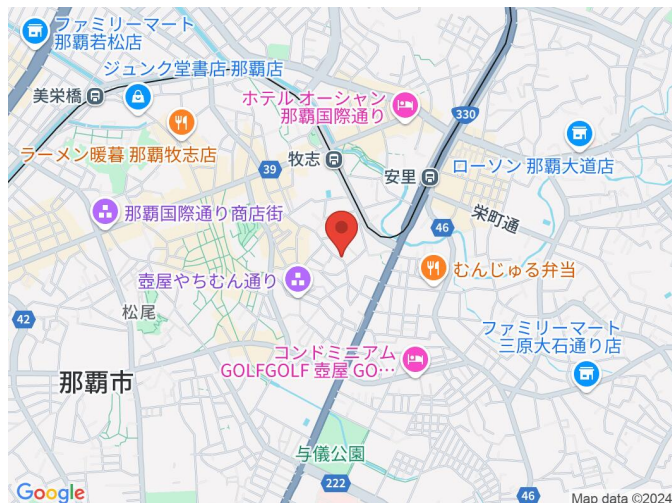 ファミリーマート
那覇若松店
ジュンク堂書店 那覇店
美栄橋
ホテル オーシャン
那覇国際通り
330
ラーメン暖暮 那覇牧志店
ローソン 那覇大道店
39
牧志
安里
栄町通
那覇国際通り商店街
46
むんじゅる弁当
壺屋やちむん通り
松尾
42
ファミリーマート
三原大石通り店
コンドミニアム
GOLFGOLF 壺屋 GO…
那覇市
与儀公園
222
46
Google
Map data ©2024